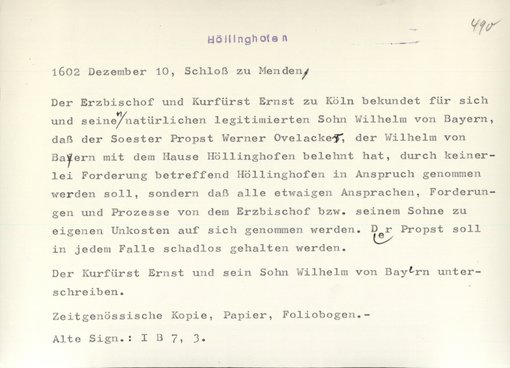 490
Höllinghofen
1602 Dezember 10, Schloß zu Menden
Der Erzbischof und Kurfürst Ernst zu Köln bekundet für sich
und seinen natürlichen legitimierten Sohn Wilhelm von Bayern,
daß der Soester Propst Werner Ovelacker, der Wilhelm von
Bayern mit dem Hause Höllinghofen belehnt hat, durch keiner-
lei Forderung betreffend Höllinghofen in Anspruch genommen
werden soll, sondern daß alle etwaigen Ansprachen, Forderun-
gen und Prozesse von dem Erzbischof bzw. seinem Sohne zu
eigenen Unkosten auf sich genommen werden. Der Propst soll
in jedem Falle schadlos gehalten werden.
Der Kurfürst Ernst und sein Sohn Wilhelm von Bayern unter-
schreiben.
Zeitgenössische Kopie, Papier, Foliobogen.-
Alte Sign.: I B 7, 3.